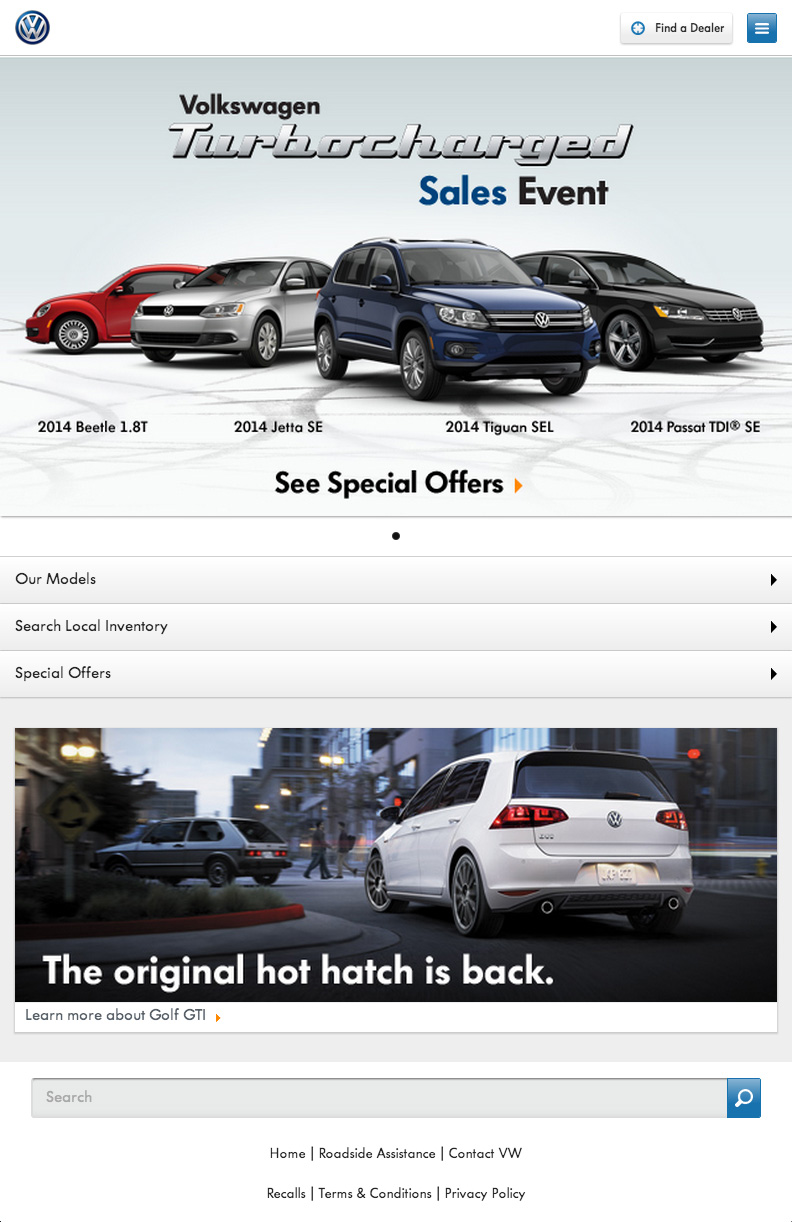 Find a Dealer
Volkswagen
Turbocharged
Sales Event
2014 Beetle 1.8T
2014 Jetta SE
2014 Tiguan SEL
2014 Passat TDI® SE
See Special Offers
Our Models
Search Local Inventory
Special Offers
The original hot hatch is back.
Learn more about Golf GTI
Search
Home | Roadside Assistance | Contact VW
Recalls | Terms & Conditions | Privacy Policy